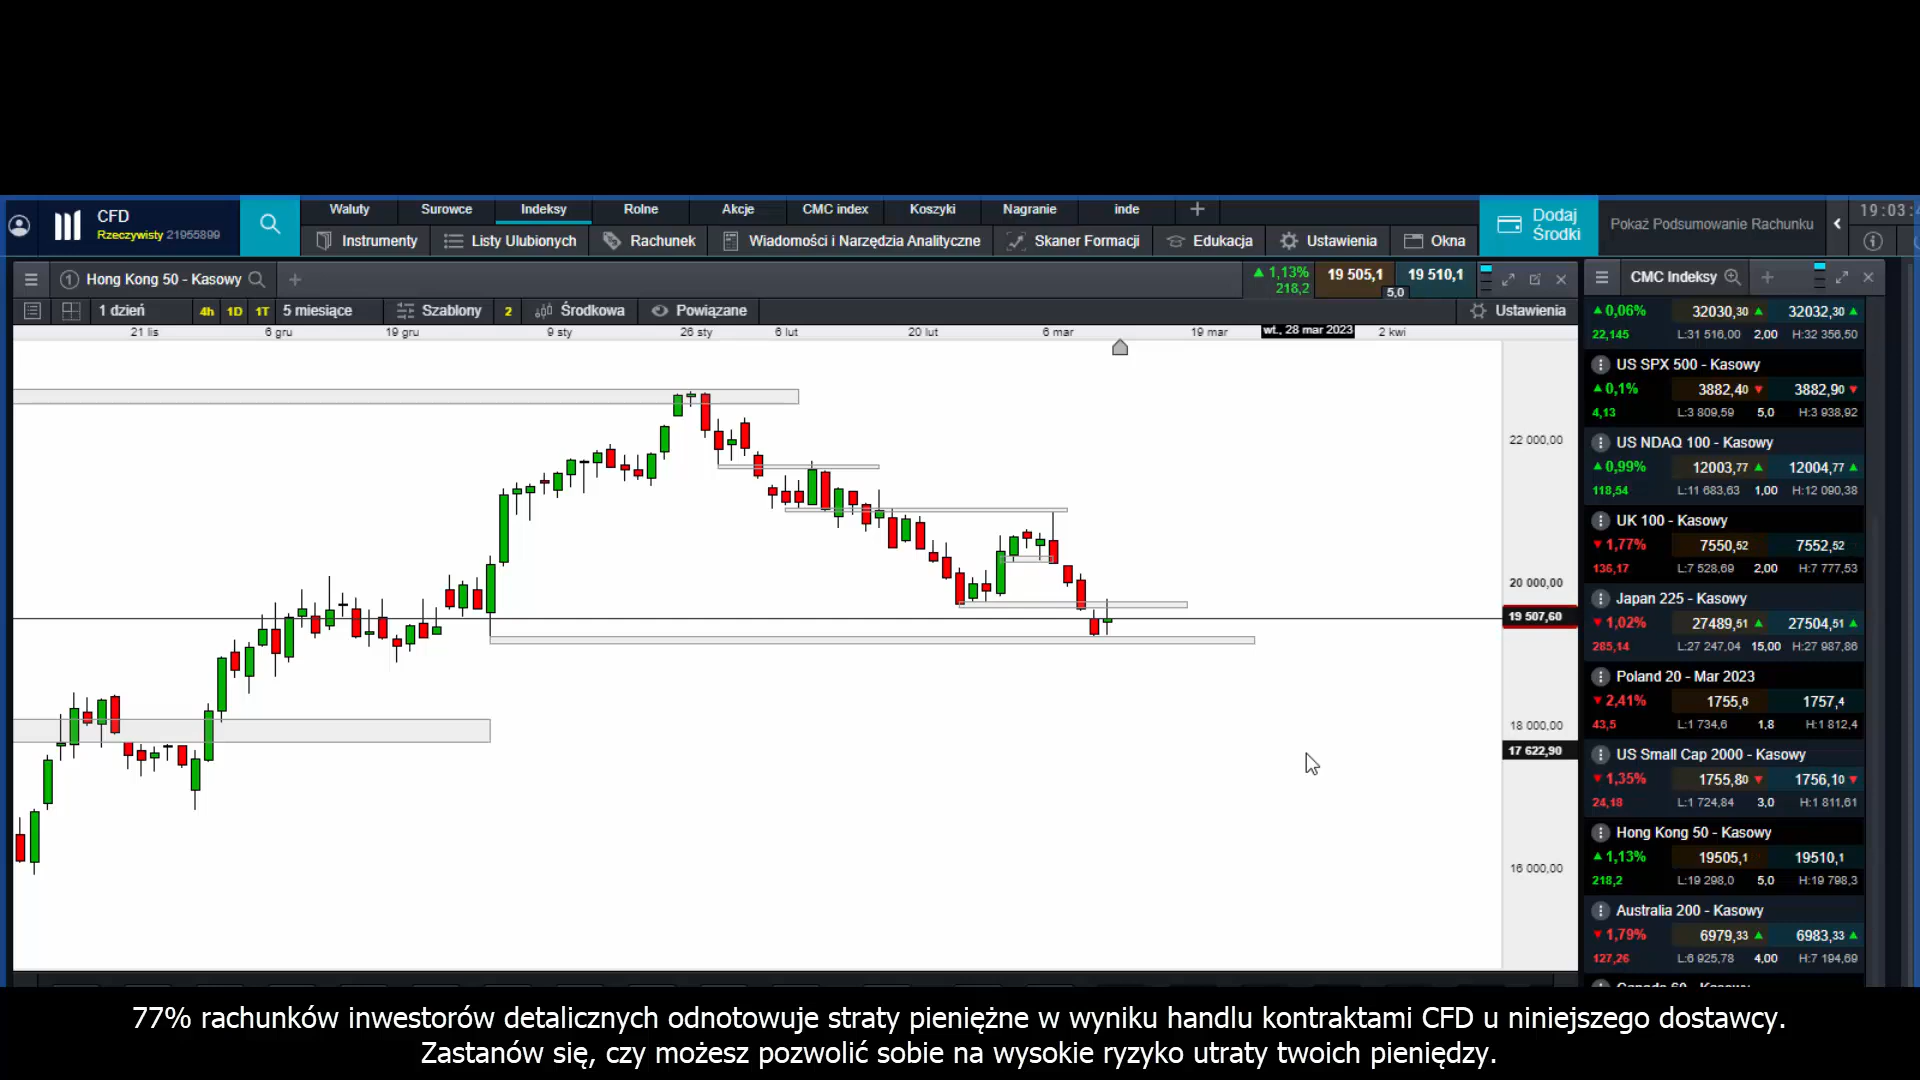 CFD
Rzeczywisty 21955899
Waluty Surowce Indeksy Rolne Akcje CMC index Koszyki Nagranie inde
Instrumenty Listy Ulubionych Rachunek Wiadomości i Narzędzia Analityczne Skaner Formacji Edukacja Ustawienia Okna
Dodaj
Środki
Pokaż Podsumowanie Rachunku
19:03:
1 Hong Kong 50 - Kasowy
1,13%
218,2
19 505,1 19 510,1
5,0
CMC Indeksy
1 dzień 4h 1D 1T 5 miesiące Szablony 2 Środkowa Powiązane Ustawienia
21 lis 6 gru 19 gru 9 sty 26 sty 6 lut 20 lut 6 mar 19 mar wt., 28 mar 2023 2 kwi
22 000,00
20 000,00
19 507,60
18 000,00
17 622,90
16 000,00
0,06% 32030,30 32032,30
22,145 L:31 516,00 2,00 H:32 356,50
US SPX 500 - Kasowy
0,1% 3882,40 3882,90
4,13 L:3 809,59 5,0 H:3 938,92
US NDAQ 100 - Kasowy
0,99% 12003,77 12004,77
118,54 L:11 683,63 1,00 H:12 090,38
UK 100 - Kasowy
1,77% 7550,52 7552,52
136,17 L:7 528,69 2,00 H:7 777,53
Japan 225 - Kasowy
1,02% 27489,51 27504,51
285,14 L:27 247,04 15,00 H:27 987,86
Poland 20 - Mar 2023
2,41% 1755,6 1757,4
43,5 L:1 734,6 1,8 H:1 812,4
US Small Cap 2000 - Kasowy
1,35% 1755,80 1756,10
24,18 L:1 724,84 3,0 H:1 811,61
Hong Kong 50 - Kasowy
1,13% 19505,1 19510,1
218,2 L:19 298,0 5,0 H:19 798,3
Australia 200 - Kasowy
1,79% 6979,33 6983,33
127,26 L:6 925,78 4,00 H:7 194,69
77% rachunków inwestorów detalicznych odnotowuje straty pieniężne w wyniku handlu kontraktami CFD u niniejszego dostawcy.
Zastanów się, czy możesz pozwolić sobie na wysokie ryzyko utraty twoich pieniędzy.